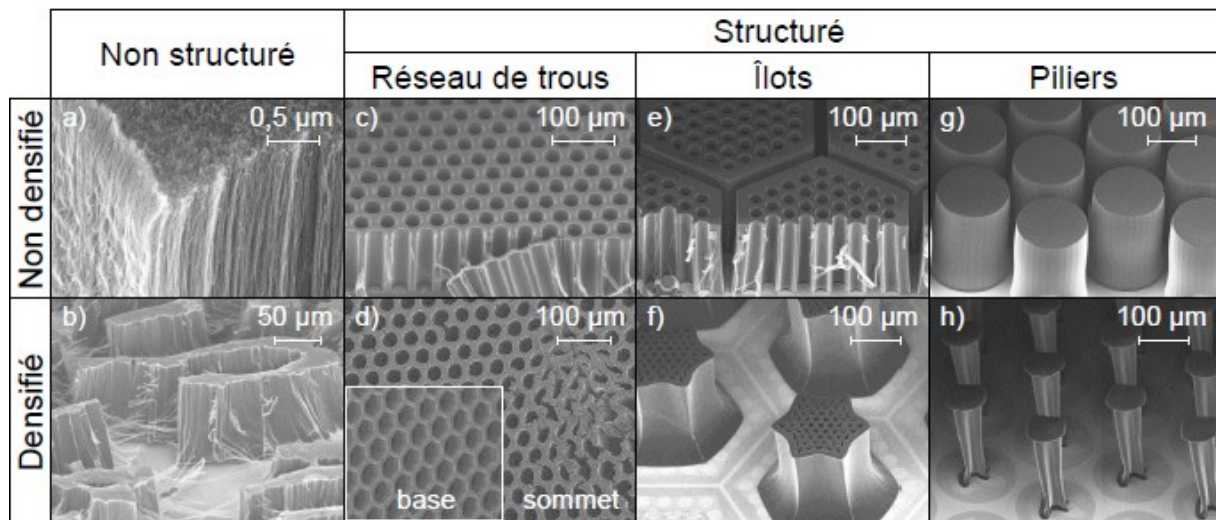 Non structuré
Structuré
Réseau de trous
Îlots
Piliers
Non densifié
a)
0,5 µm
c)
100 µm
e)
100 µm
g)
100 µm
Densifié
b)
50 µm
d)
100 µm
base
sommet
f)
100 µm
h)
100 µm